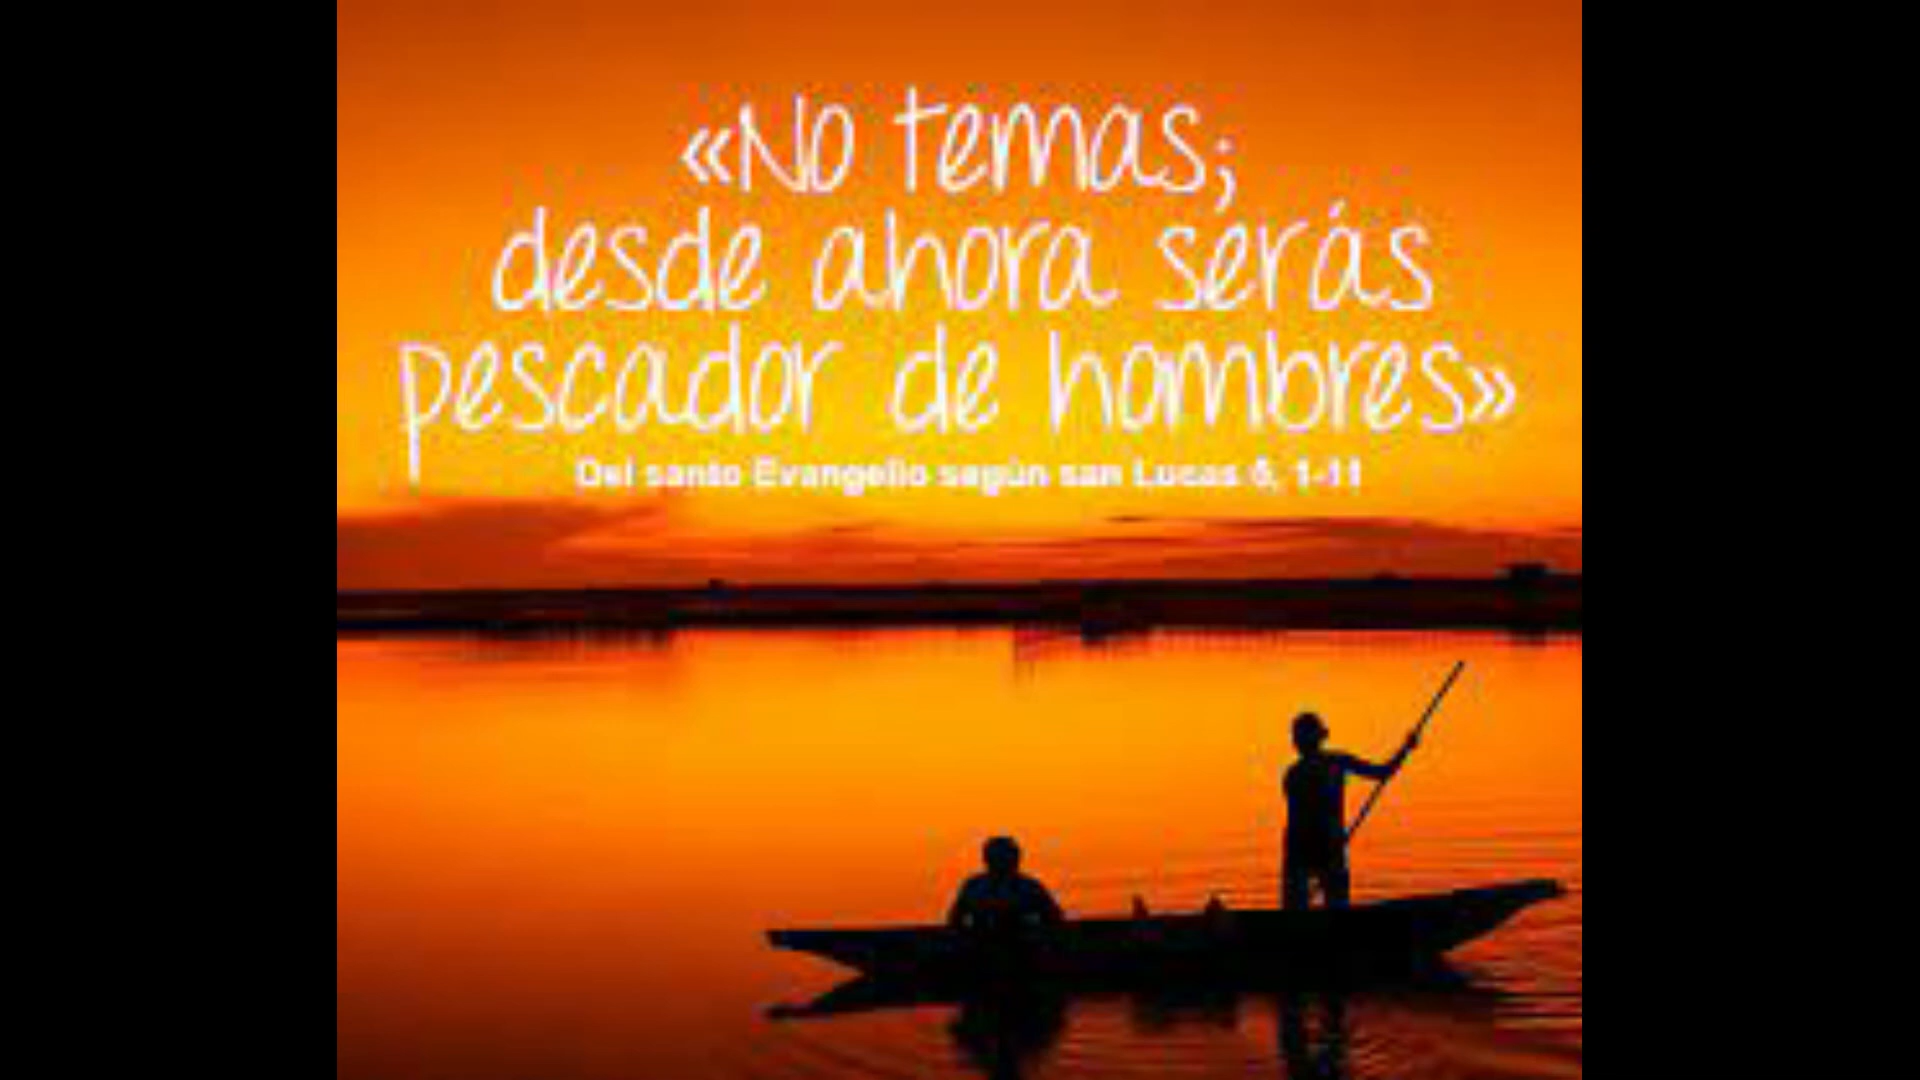 «No temas;
desde ahora serás
pescador de hombres»
Del santo Evangelio según san Lucas 5, 1-11